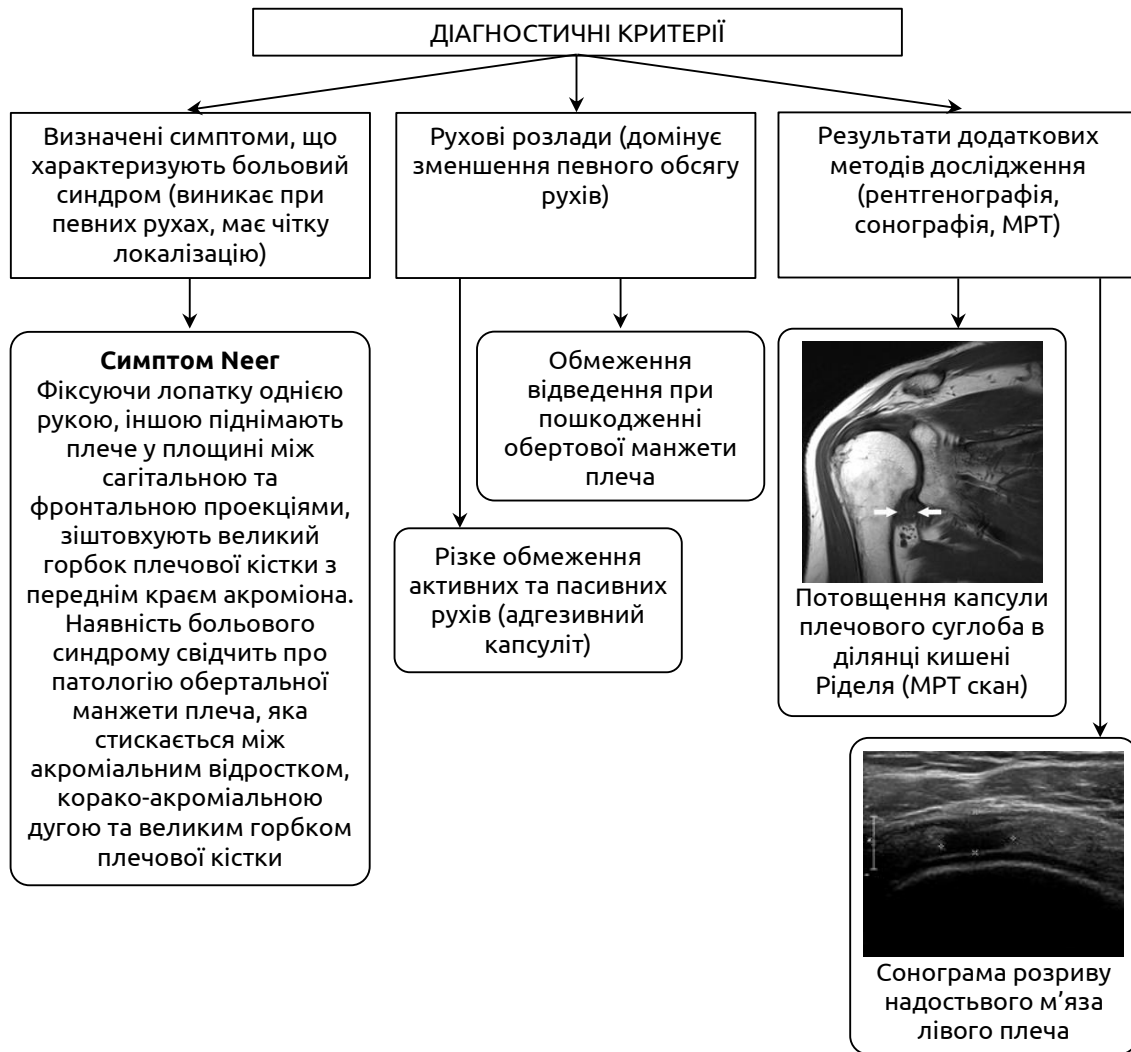 ДІАГНОСТИЧНІ КРИТЕРІЇ
Визначені симптоми, що
характеризують больовий
синдром (виникає при
певних рухах, має чітку
локалізацію)
Рухові розлади (домінує
зменшення певного обсягу
рухів)
Результати додаткових
методів дослідження
(рентгенографія,
сонографія, МРТ)
Симптом Neer
Фіксуючи лопатку однією
рукою, іншою піднімають
плече у площині між
сагітальною та
фронтальною проекціями,
зіштовхують великий
горбок плечової кістки з
переднім краєм акроміона.
Наявність больового
синдрому свідчить про
патологію обертальної
манжети плеча, яка
стискається між
акроміальним відростком,
корако-акроміальною
дугою та великим горбком
плечової кістки
Обмеження
відведення при
пошкодженні
обертової манжети
плеча
Різке обмеження
активних та пасивних
рухів (адгезивний
капсуліт)
Потовщення капсули
плечового суглоба в
ділянці кишені
Ріделя (МРТ скан)
Сонограма розриву
надостьвого м’яза
лівого плеча